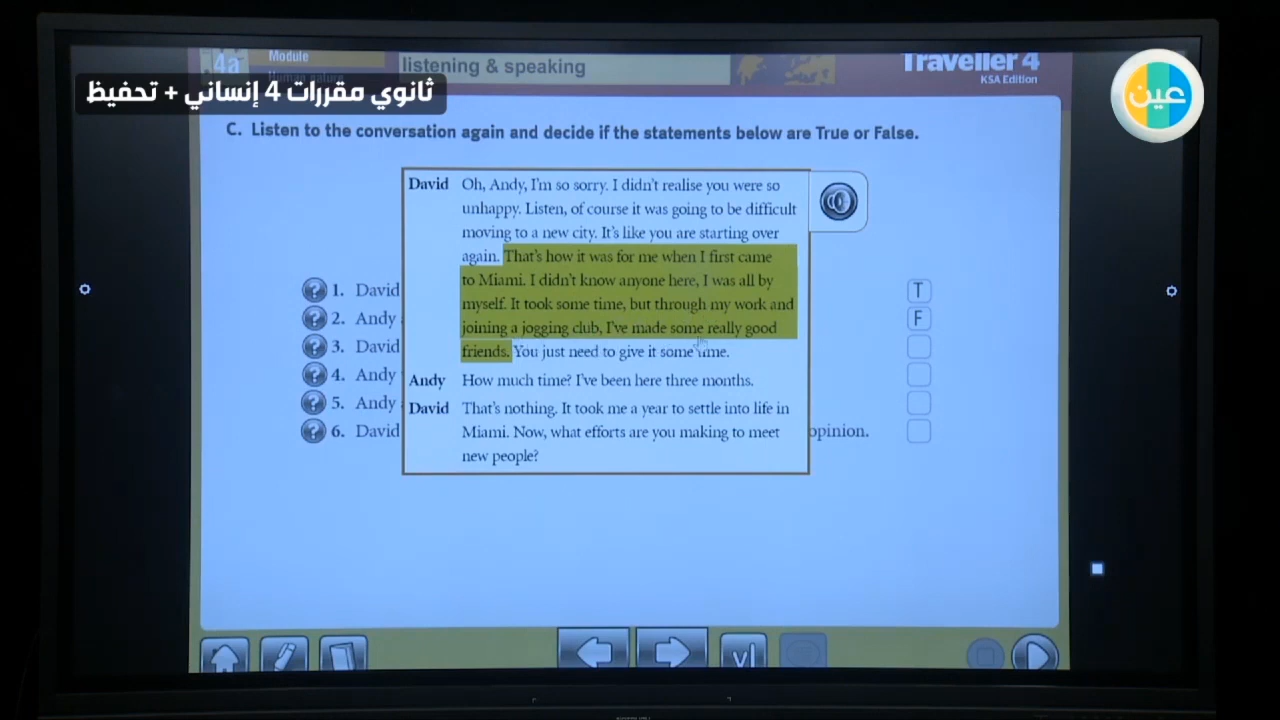 4a
Module
Human nature
listening & speaking
Traveller 4
KSA Edition
ثانوي مقررات 4 إنساني + تحفيظ
عين
C. Listen to the conversation again and decide if the statements below are True or False.
David Oh, Andy, I'm so sorry. I didn't realise you were so
unhappy. Listen, of course it was going to be difficult
moving to a new city. It's like you are starting over
again. That's how it was for me when I first came
to Miami. I didn't know anyone here, I was all by
myself. It took some time, but through my work and
joining a jogging club, I've made some really good
friends. You just need to give it some time.
Andy How much time? I've been here three months.
David That's nothing. It took me a year to settle into life in
Miami. Now, what efforts are you making to meet
new people?
? 1. David T
? 2. Andy F
? 3. David
? 4. Andy
? 5. Andy
? 6. David opinion.